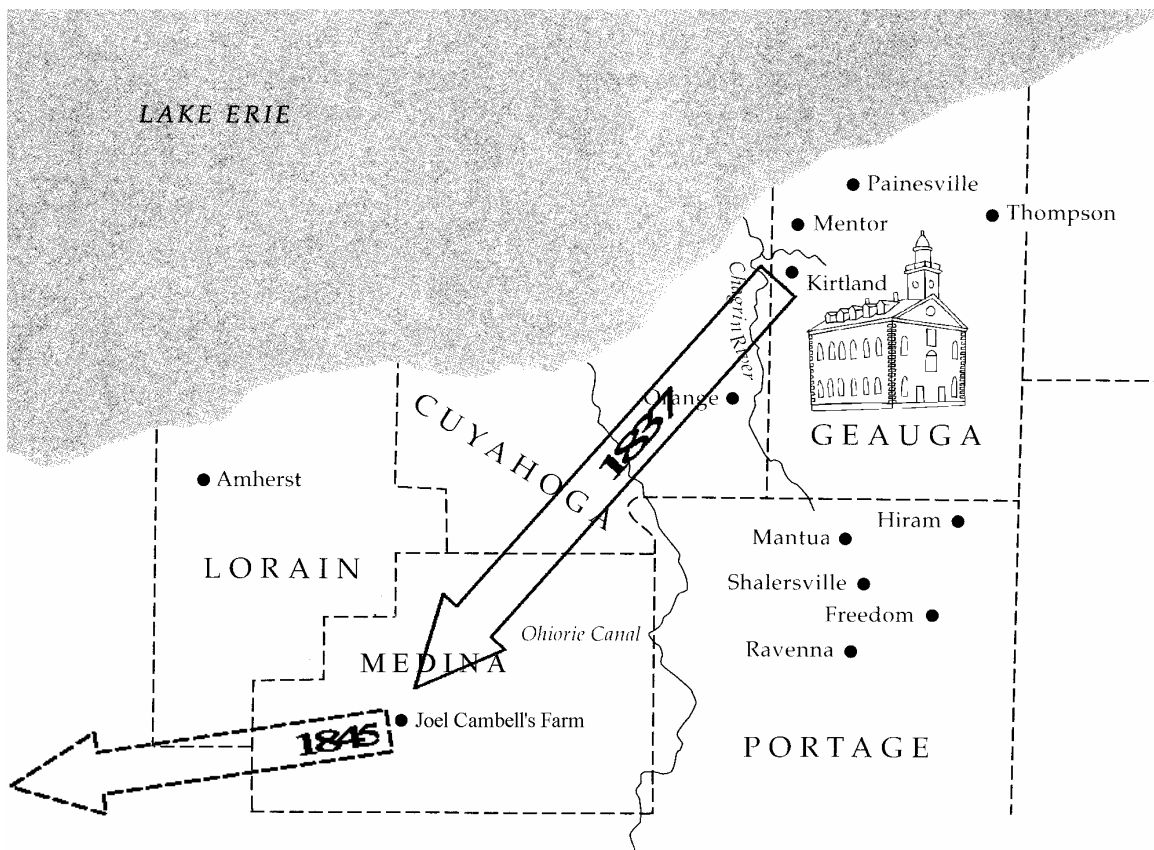 LAKE ERIE
Painesville
Thompson
Mentor
Kirtland
Chagrin River
Orange
1837
CUYAHOGA
GEAUGA
Amherst
Hiram
Mantua
LORAIN
Shalersville
Freedom
Ohiorie Canal
Ravenna
MEDINA
Joel Cambell's Farm
1845
PORTAGE